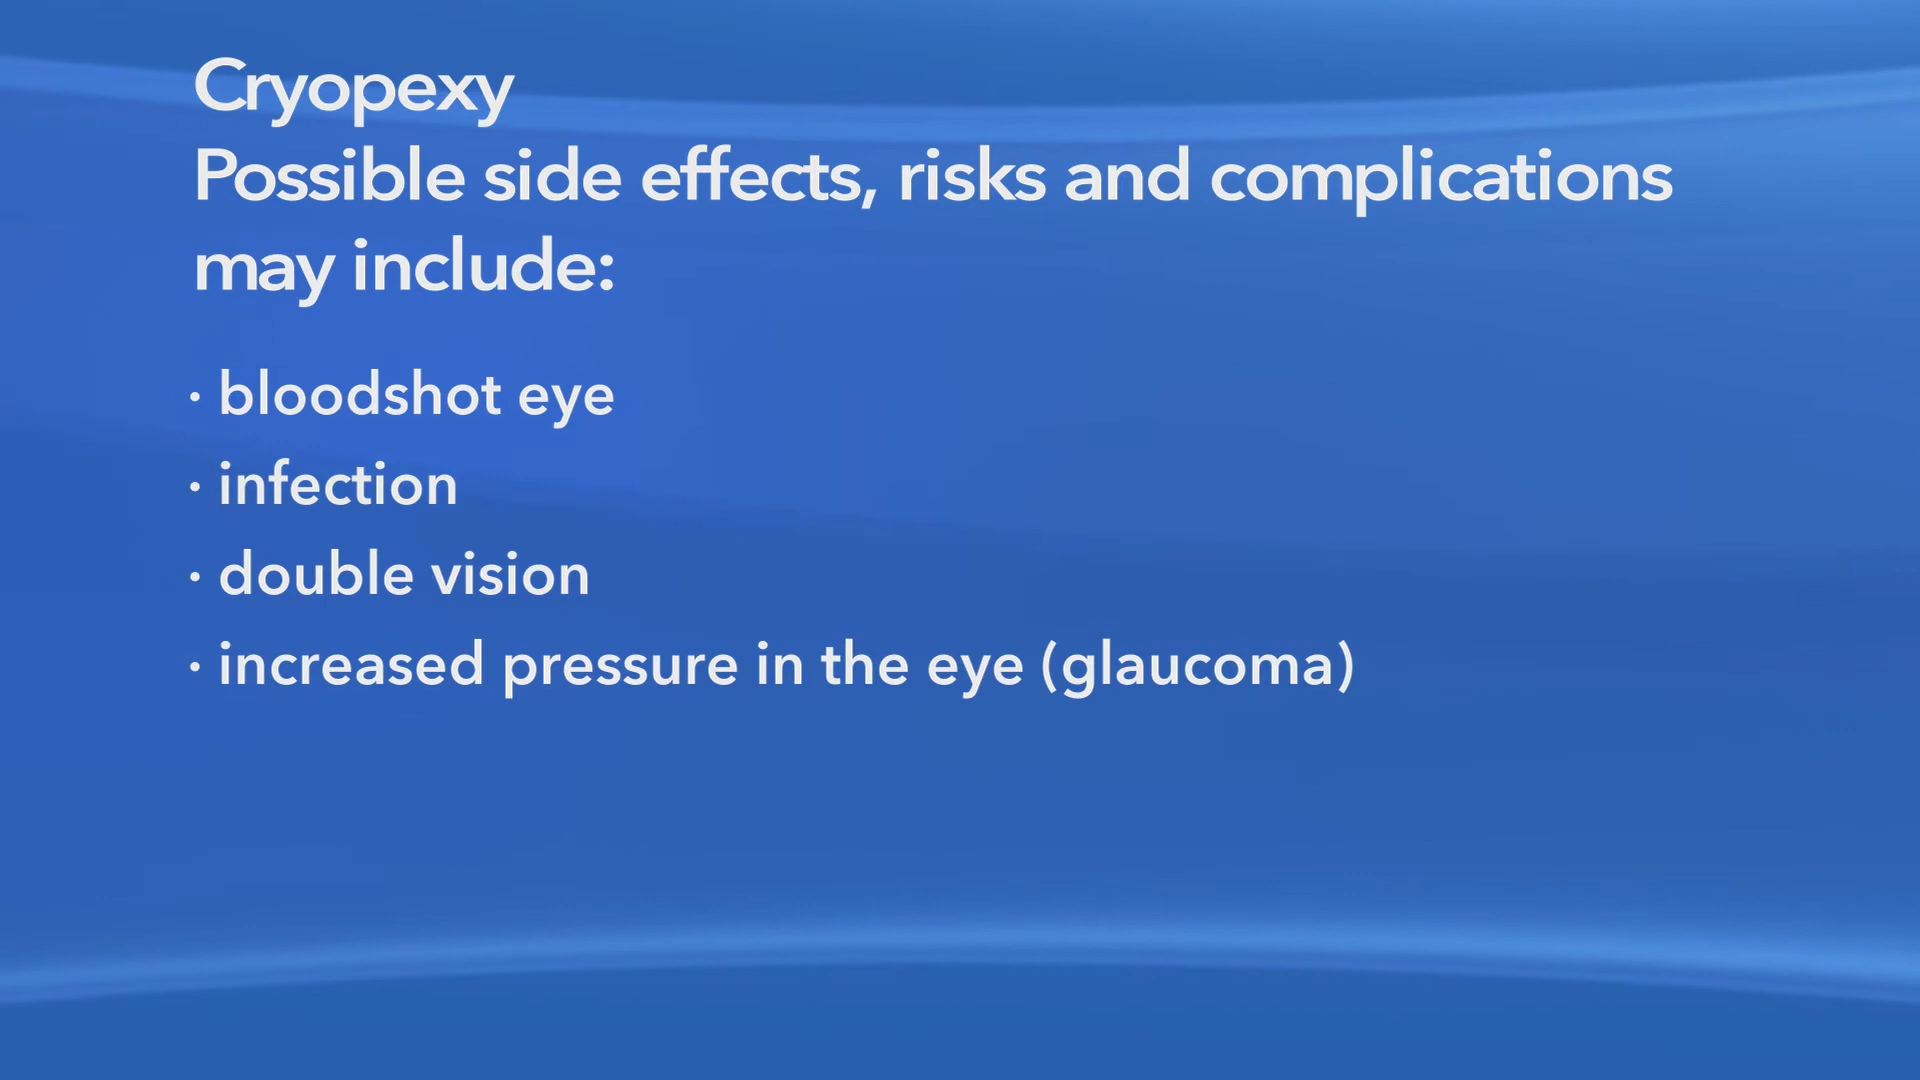 Cryopexy
Possible side effects, risks and complications
may include:
· bloodshot eye
· infection
· double vision
· increased pressure in the eye (glaucoma)